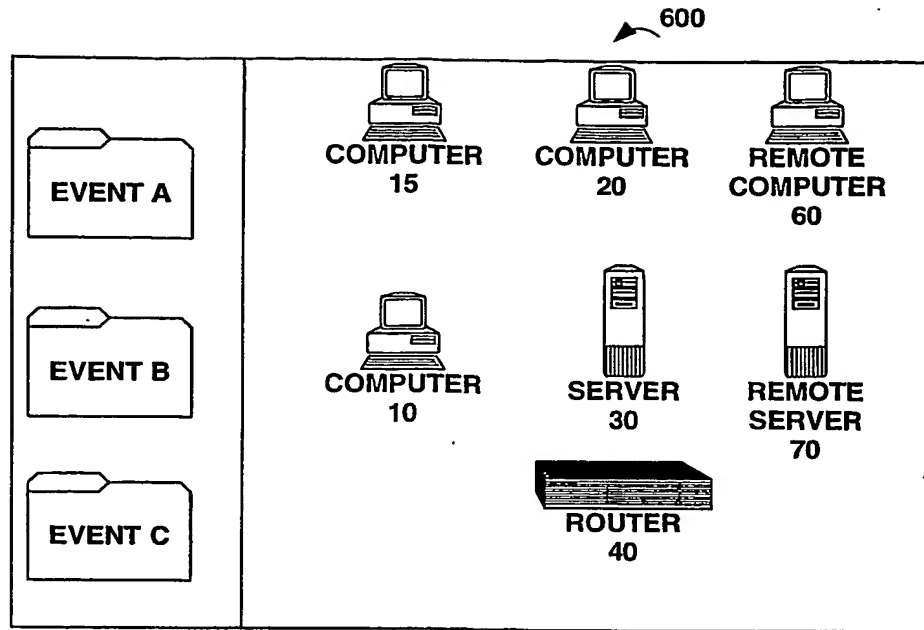 600
EVENT A
EVENT B
EVENT C
COMPUTER
15
COMPUTER
20
REMOTE
COMPUTER
60
COMPUTER
10
SERVER
30
REMOTE
SERVER
70
ROUTER
40